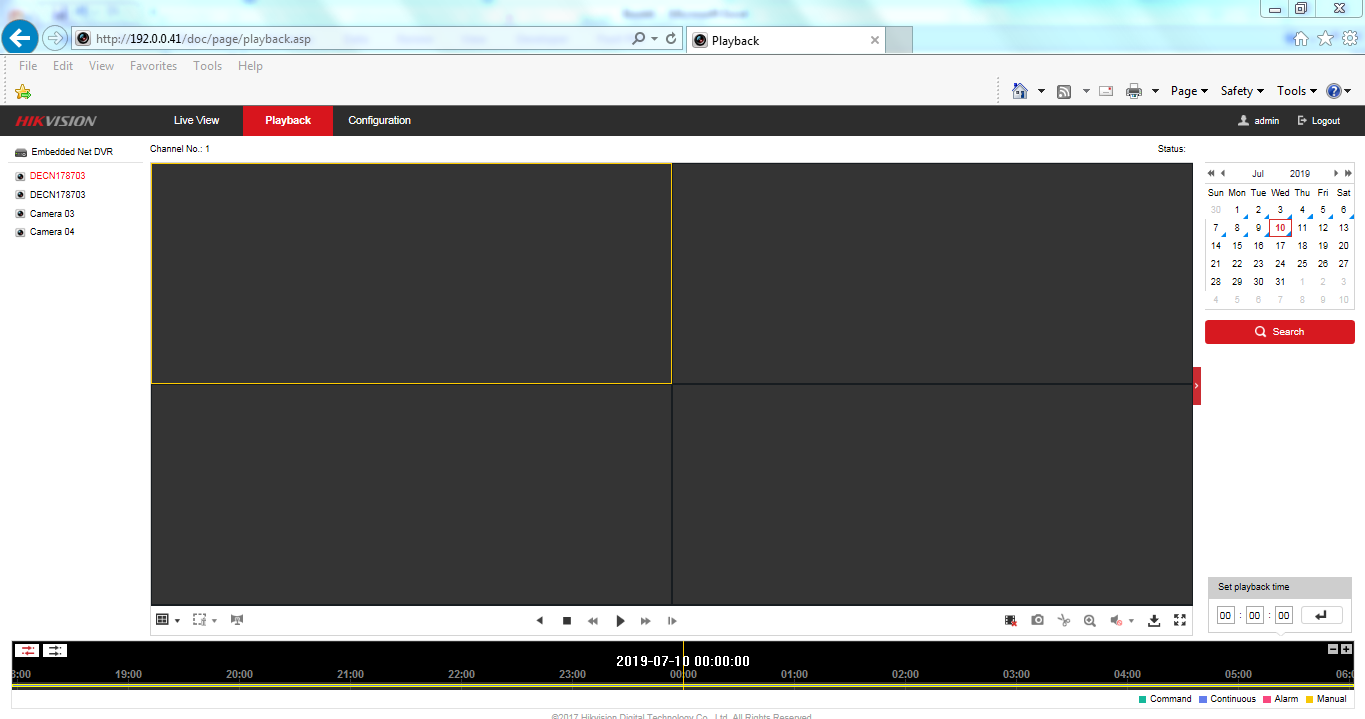 http://192.0.0.41/doc/page/playback.asp
Playback
File Edit View Favorites Tools Help
Page Safety Tools
HIKVISION Live View Playback Configuration admin Logout
Embedded Net DVR
Channel No.: 1 Status:
DECN178703
DECN178703
Camera 03
Camera 04
Jul 2019
Sun Mon Tue Wed Thu Fri Sat
30 1 2 3 4 5 6
7 8 9 10 11 12 13
14 15 16 17 18 19 20
21 22 23 24 25 26 27
28 29 30 31 1 2 3
4 5 6 7 8 9 10
Search
Set playback time
00 : 00 : 00
2019-07-10 00:00:00
19:00 20:00 21:00 22:00 23:00 00:00 01:00 02:00 03:00 04:00 05:00
Command Continuous Alarm Manual
©2017 Hikvision Digital Technology Co., Ltd. All Rights Reserved.